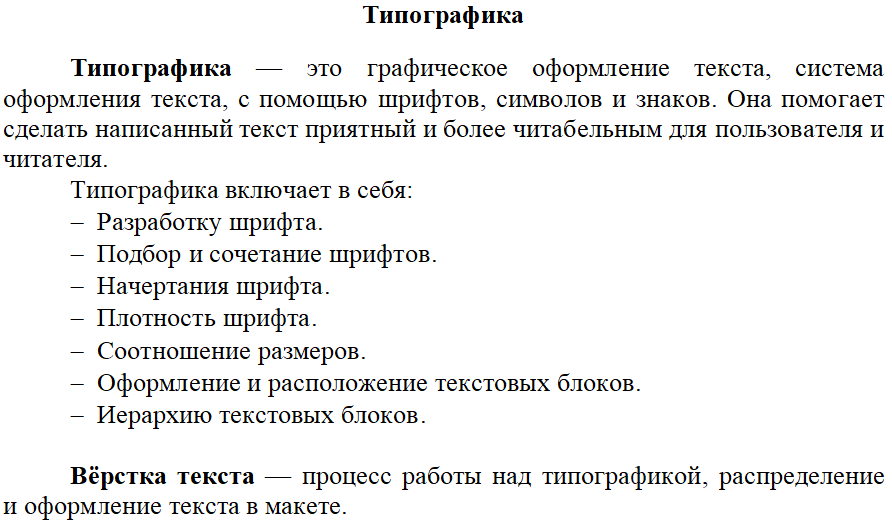 Типографика
Типографика — это графическое оформление текста, система
оформления текста, с помощью шрифтов, символов и знаков. Она помогает
сделать написанный текст приятный и более читабельным для пользователя и
читателя.
Типографика включает в себя:
– Разработку шрифта.
– Подбор и сочетание шрифтов.
– Начертания шрифта.
– Плотность шрифта.
– Соотношение размеров.
– Оформление и расположение текстовых блоков.
– Иерархию текстовых блоков.
Вёрстка текста — процесс работы над типографикой, распределение
и оформление текста в макете.